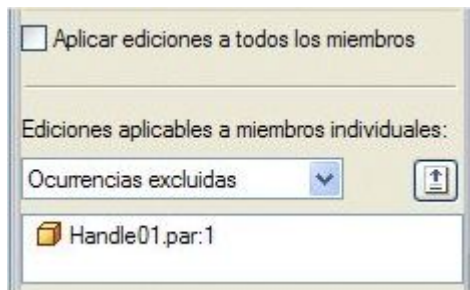 Aplicar ediciones a todos los miembros
Ediciones aplicables a miembros individuales:
Ocurrencias excluidas
Handle01.par:1